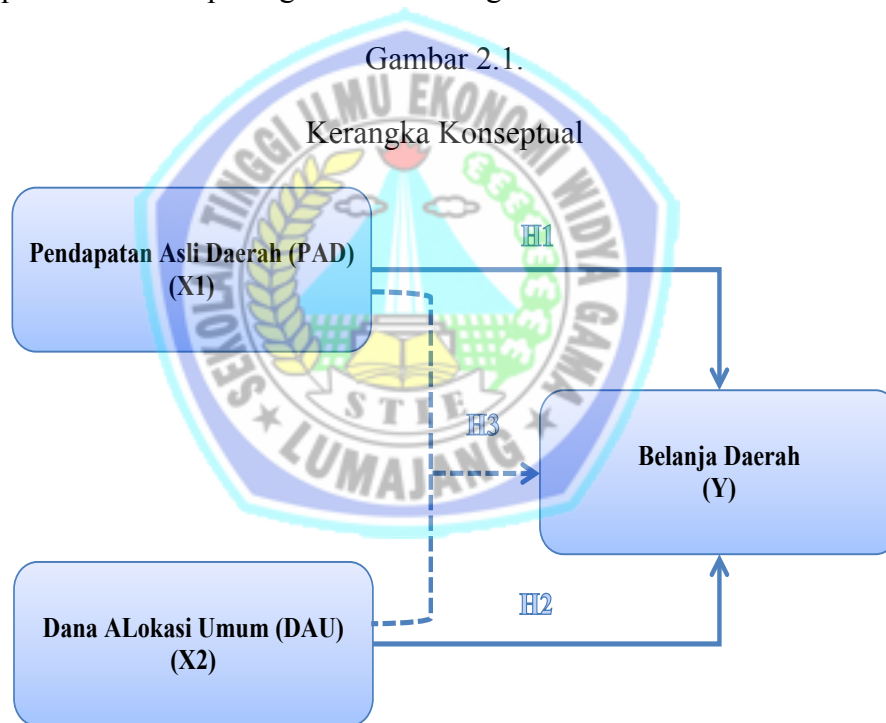 Gambar 2.1.
Kerangka Konseptual
SEKOLAH TINGGI ILMU EKONOMI WIDYA GAMA
Pendapatan Asli Daerah (PAD)
(X1)
H1
STIE
LUMAJANG
H3
Belanja Daerah
(Y)
Dana ALokasi Umum (DAU)
(X2)
H2